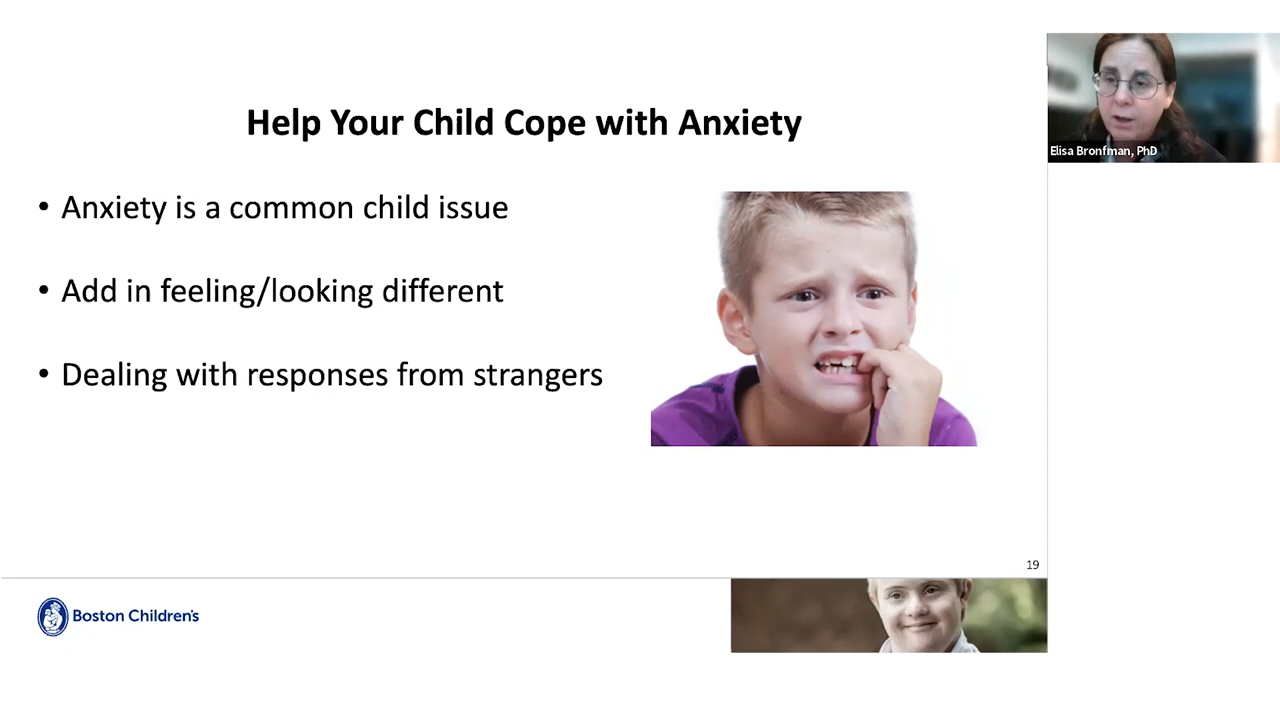 Help Your Child Cope with Anxiety
Elisa Bronfman, PhD
• Anxiety is a common child issue
• Add in feeling/looking different
• Dealing with responses from strangers
19
Boston Children's